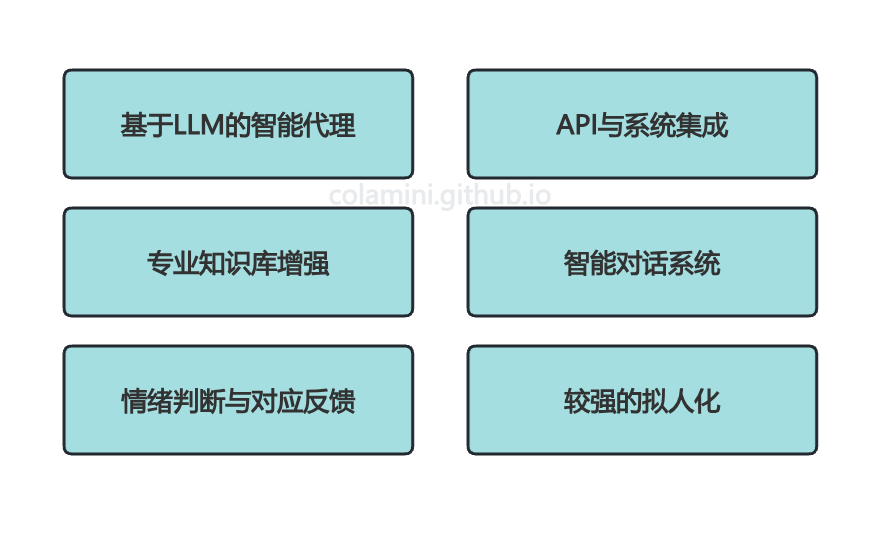 基于LLM的智能代理
API与系统集成
colamini.github.io
专业知识库增强
智能对话系统
情绪判断与对应反馈
较强的拟人化